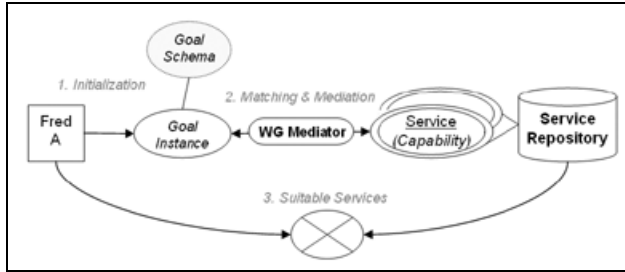 Goal
Schema
1. Initialization
2. Matching & Mediation
Fred
A
Goal
Instance
WG Mediator
Service
(Capability)
Service
Repository
3. Suitable Services